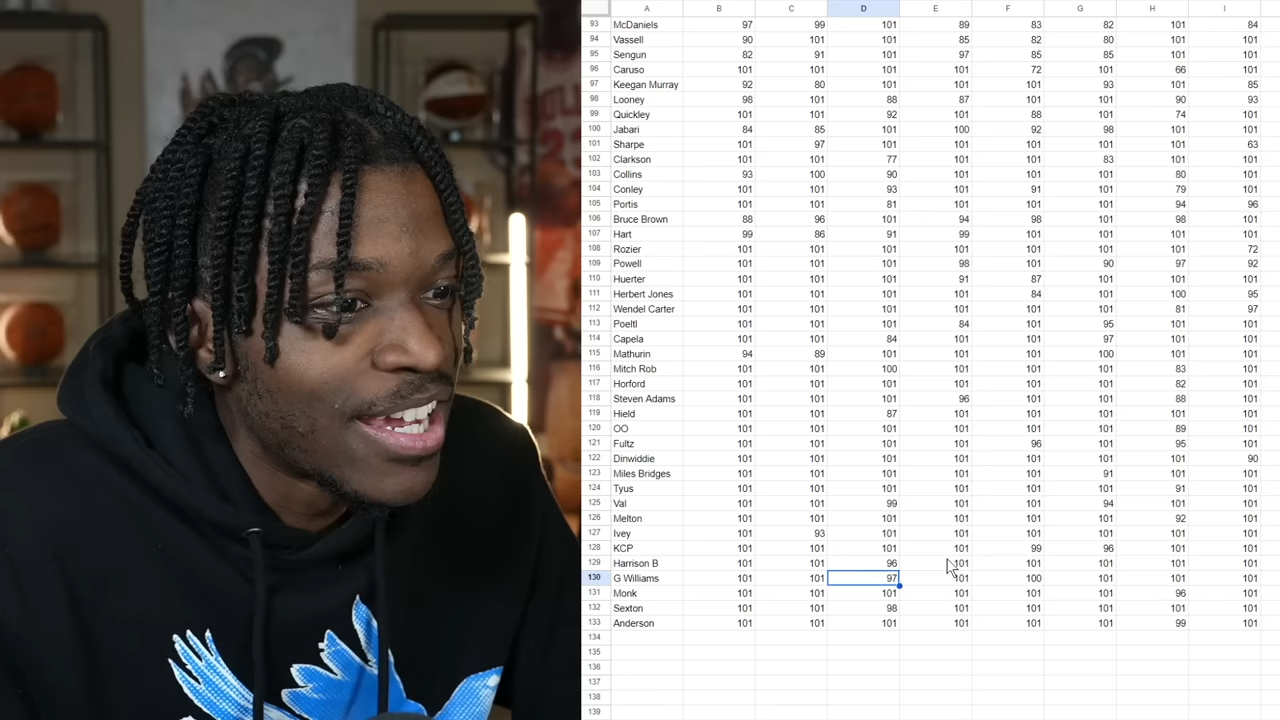 A B C D E F G H I
93 McDaniels 97 99 101 89 83 82 101 84
94 Vassell 90 101 101 85 82 80 101 101
95 Sengun 82 91 101 97 85 85 101 101
96 Caruso 101 101 101 101 72 101 66 101
97 Keegan Murray 92 80 101 101 101 93 101 85
98 Looney 98 101 88 87 101 101 90 93
99 Quickley 101 101 92 101 88 101 74 101
100 Jabari 84 85 101 100 92 98 101 101
101 Sharpe 101 97 101 101 101 101 101 63
102 Clarkson 101 101 77 101 101 83 101 101
103 Collins 93 100 90 101 101 101 80 101
104 Conley 101 101 93 101 91 101 79 101
105 Portis 101 101 81 101 101 101 94 96
106 Bruce Brown 88 96 101 94 98 101 98 101
107 Hart 99 86 91 99 101 101 101 101
108 Rozier 101 101 101 101 101 101 101 72
109 Powell 101 101 101 98 101 90 97 92
110 Huerter 101 101 101 91 87 101 101 101
111 Herbert Jones 101 101 101 101 84 101 100 95
112 Wendel Carter 101 101 101 101 101 101 81 97
113 Poeltl 101 101 101 84 101 95 101 101
114 Capela 101 101 84 101 101 97 101 101
115 Mathurin 94 89 101 101 101 100 101 101
116 Mitch Rob 101 101 100 101 101 101 83 101
117 Horford 101 101 101 101 101 101 82 101
118 Steven Adams 101 101 101 96 101 101 88 101
119 Hield 101 101 87 101 101 101 101 101
120 OO 101 101 101 101 101 101 89 101
121 Fultz 101 101 101 101 96 101 95 101
122 Dinwiddie 101 101 101 101 101 101 101 90
123 Miles Bridges 101 101 101 101 101 91 101 101
124 Tyus 101 101 101 101 101 101 91 101
125 Val 101 101 99 101 101 94 101 101
126 Melton 101 101 101 101 101 101 92 101
127 Ivey 101 93 101 101 101 101 101 101
128 KCP 101 101 101 101 99 96 101 101
129 Harrison B 101 101 96 101 101 101 101 101
130 G Williams 101 101 97 101 100 101 101 101
131 Monk 101 101 101 101 101 101 96 101
132 Sexton 101 101 98 101 101 101 101 101
133 Anderson 101 101 101 101 101 101 99 101
134
135
136
137
138
139